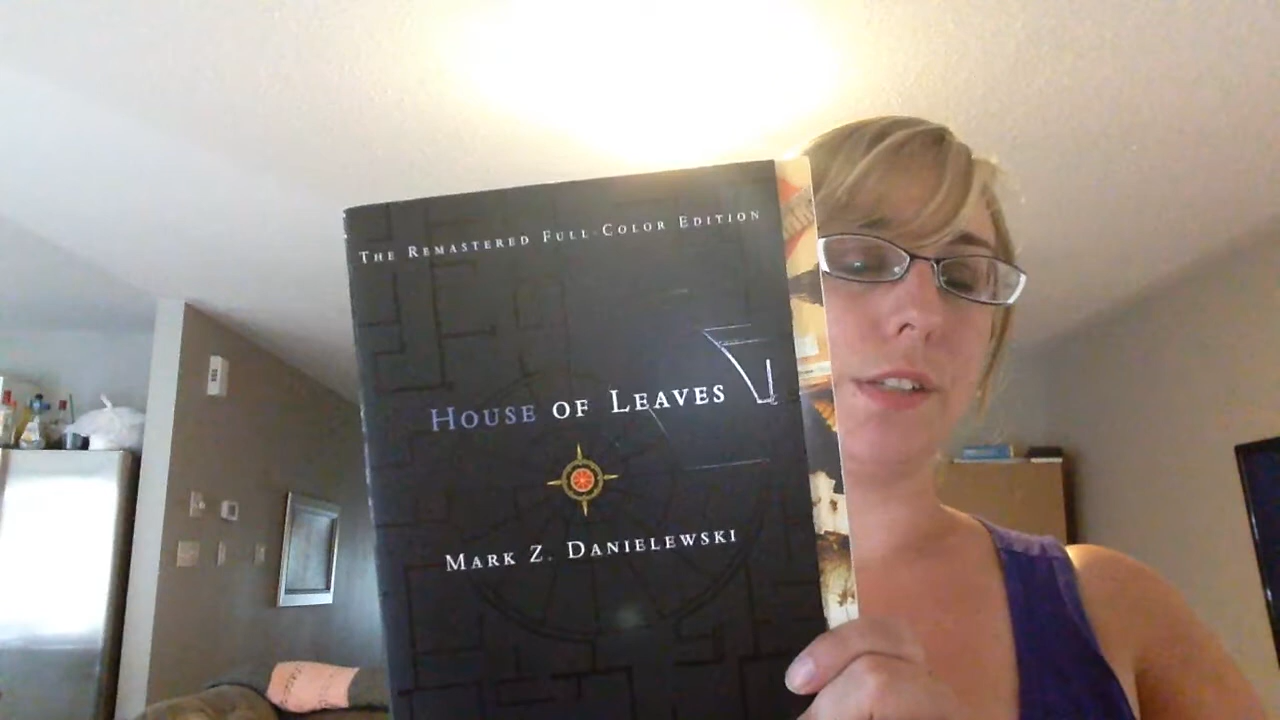 The Remastered Full-Color Edition
House of Leaves
Mark Z. Danielewski